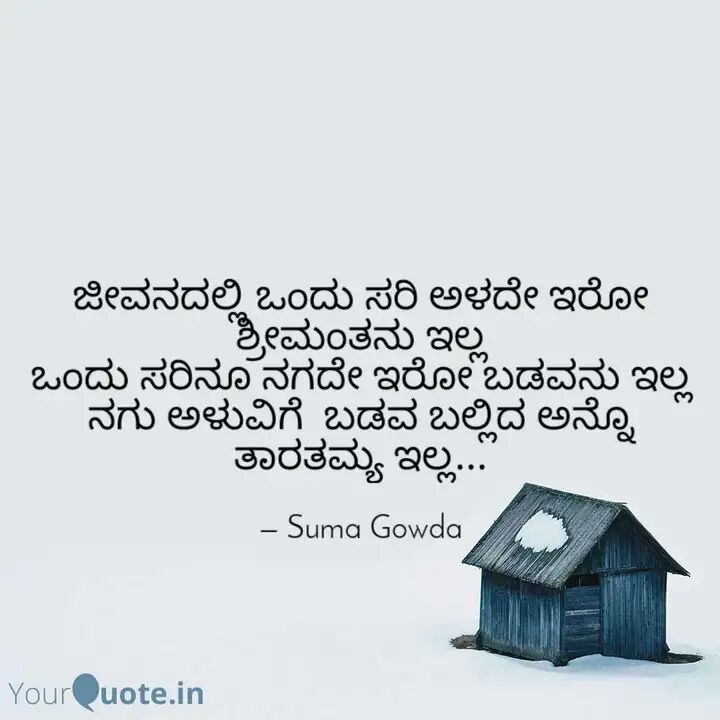 ಜೀವನದಲ್ಲಿ ಒಂದು ಸರಿ ಅಳದೇ ಇರೋ
ಶ್ರೀಮಂತನು ಇಲ್ಲ
ಒಂದು ಸರಿನೂ ನಗದೇ ಇರೋ ಬಡವನು ಇಲ್ಲ
ನಗು ಅಳುವಿಗೆ ಬಡವ ಬಲ್ಲಿದ ಅನ್ನೊ
ತಾರತಮ್ಯ ಇಲ್ಲ...
– Suma Gowda
YourQuote.in